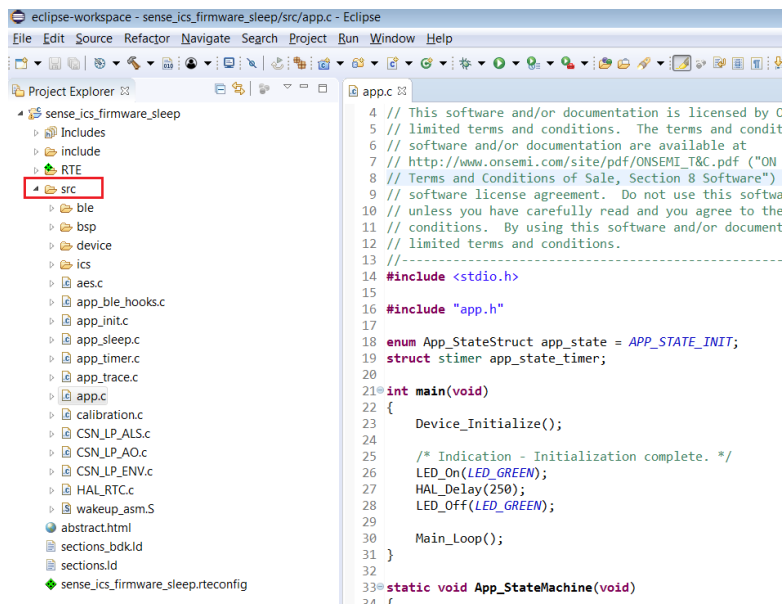 eclipse-workspace - sense_ics_firmware_sleep/src/app.c - Eclipse
File Edit Source Refactor Navigate Search Project Run Window Help
Project Explorer
sense_ics_firmware_sleep
Includes
include
RTE
src
ble
bsp
device
ics
aes.c
app_ble_hooks.c
app_init.c
app_sleep.c
app_timer.c
app_trace.c
app.c
calibration.c
CSN_LP_ALS.c
CSN_LP_AO.c
CSN_LP_ENV.c
HAL_RTC.c
wakeup_asm.S
abstract.html
sections_bdk.ld
sections.ld
sense_ics_firmware_sleep.rteconfig
app.c
4 // This software and/or documentation is licensed by
5 // limited terms and conditions. The terms and condit
6 // software and/or documentation are available at
7 // http://www.onsemi.com/site/pdf/ONSEMI_T&C.pdf ("ON
8 // Terms and Conditions of Sale, Section 8 Software")
9 // software license agreement. Do not use this softwa
10 // unless you have carefully read and you agree to the
11 // conditions. By using this software and/or document
12 // limited terms and conditions.
13 //--------------------------------------------------
14 #include <stdio.h>
15
16 #include "app.h"
17
18 enum App_StateStruct app_state = APP_STATE_INIT;
19 struct stimer app_state_timer;
20
21 int main(void)
22 {
23 Device_Initialize();
24
25 /* Indication - Initialization complete. */
26 LED_On(LED_GREEN);
27 HAL_Delay(250);
28 LED_Off(LED_GREEN);
29
30 Main_Loop();
31 }
32
33 static void App_StateMachine(void)
34 {